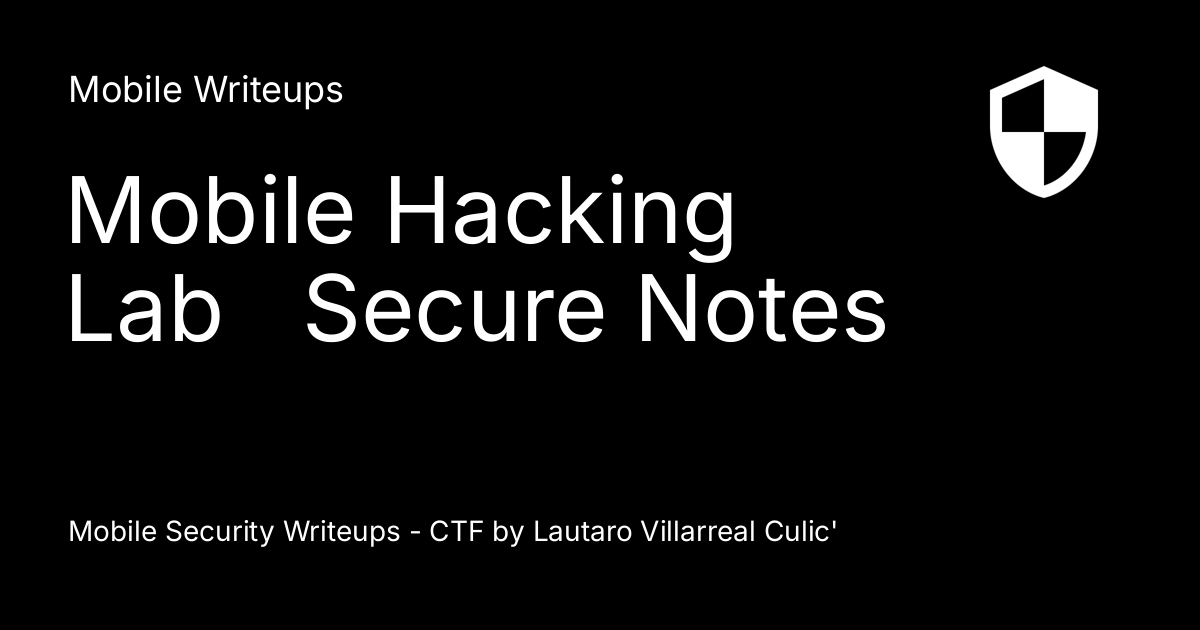 Mobile Writeups
Mobile Hacking
Lab   Secure Notes
Mobile Security Writeups - CTF by Lautaro Villarreal Culic'